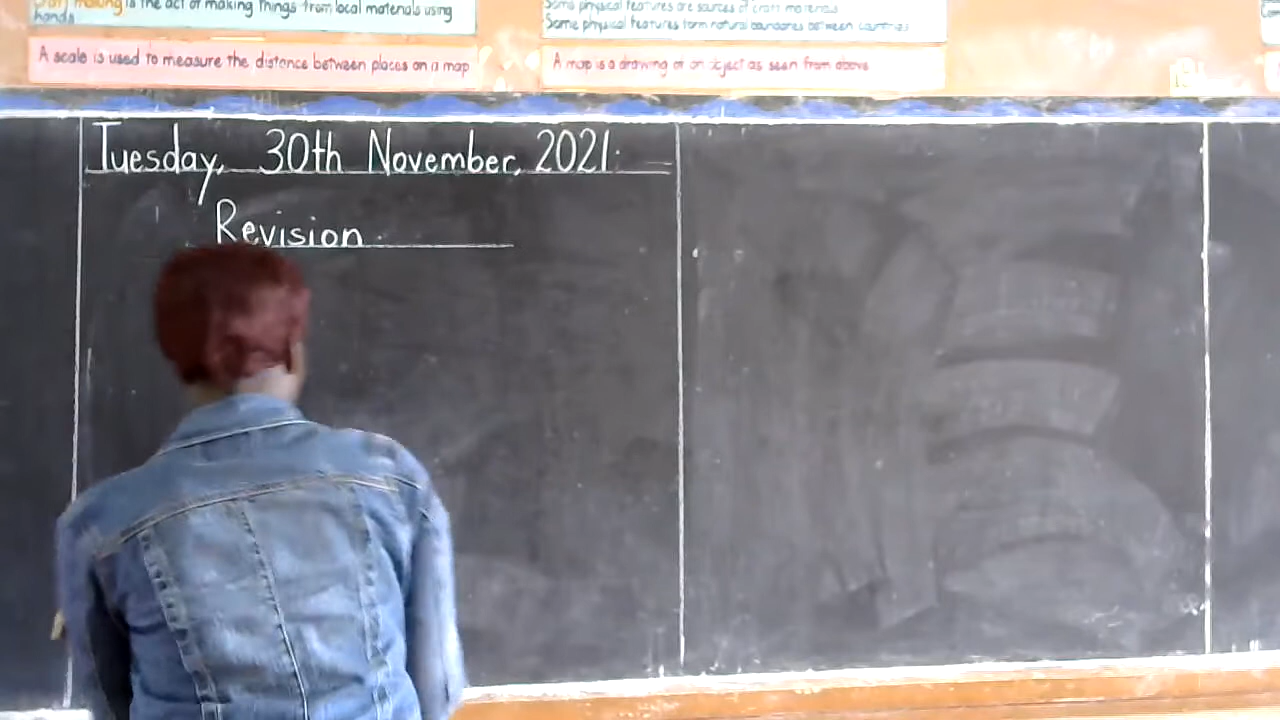 making is the act of making things from local materials using
hands
Some physical features are sources of craft materials
Some physical features form natural boundaries between countries
A scale is used to measure the distance between places on a map
A map is a drawing of an object as seen from above
Tuesday, 30th November, 2021.
Revision